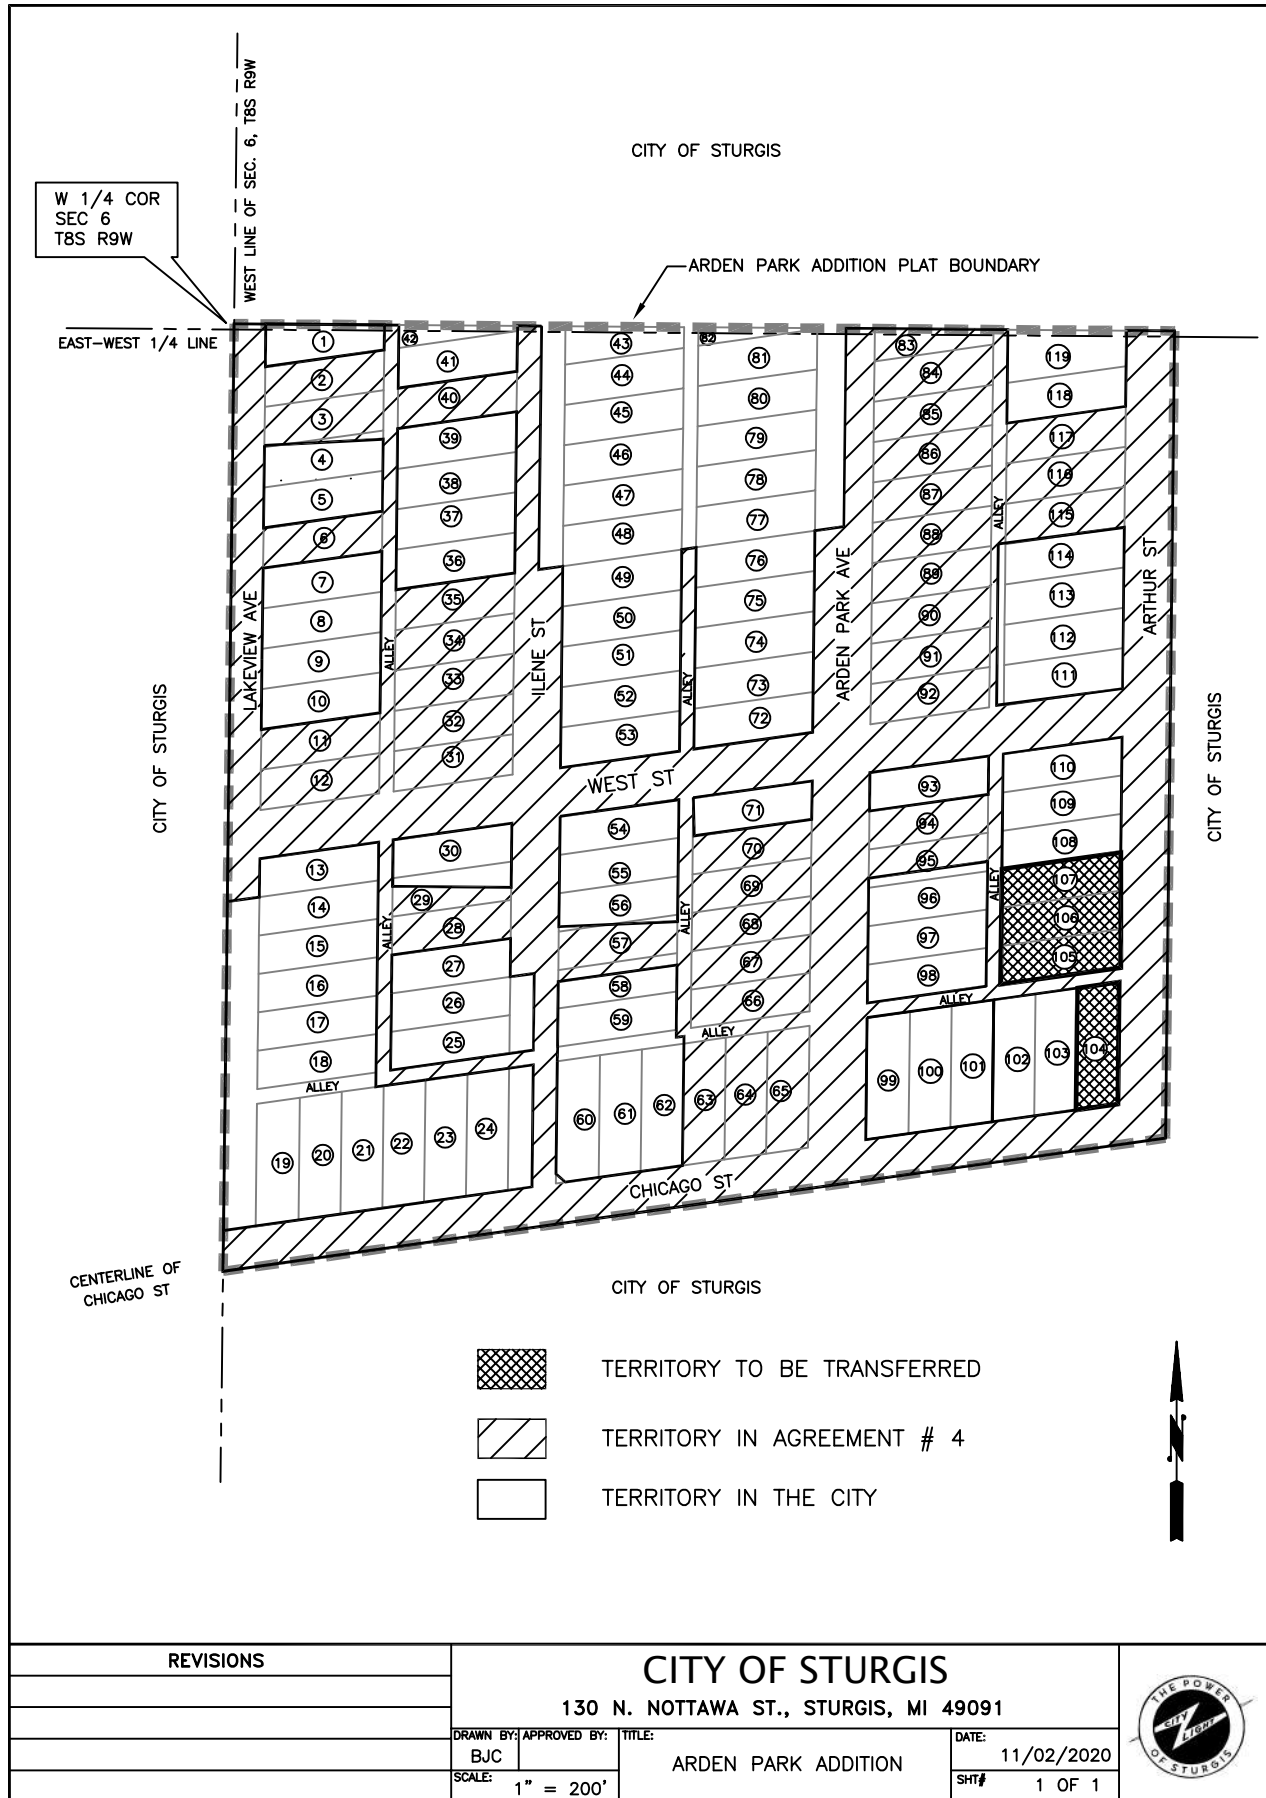 WEST LINE OF SEC. 6, T8S R9W
CITY OF STURGIS
W 1/4 COR
SEC 6
T8S R9W
ARDEN PARK ADDITION PLAT BOUNDARY
EAST-WEST 1/4 LINE
1
2
3
4
5
6
7
8
9
10
11
12
13
14
15
16
17
18
19
20
21
22
23
24
25
26
27
28
29
30
31
32
33
34
35
36
37
38
39
40
41
42
43
44
45
46
47
48
49
50
51
52
53
54
55
56
57
58
59
60
61
62
63
64
65
66
67
68
69
70
71
72
73
74
75
76
77
78
79
80
81
82
83
84
85
86
87
88
89
90
91
92
93
94
95
96
97
98
99
100
101
102
103
104
105
106
107
108
109
110
111
112
113
114
115
116
117
118
119
LAKEVIEW AVE
ALLEY
ILENE ST
ALLEY
ARDEN PARK AVE
ALLEY
ARTHUR ST
WEST ST
CITY OF STURGIS
CITY OF STURGIS
ALLEY
ALLEY
ALLEY
ALLEY
ALLEY
ALLEY
CHICAGO ST
CENTERLINE OF
CHICAGO ST
CITY OF STURGIS
TERRITORY TO BE TRANSFERRED
TERRITORY IN AGREEMENT # 4
TERRITORY IN THE CITY
N
REVISIONS
CITY OF STURGIS
130 N. NOTTAWA ST., STURGIS, MI 49091
DRAWN BY:
BJC
APPROVED BY:
TITLE:
ARDEN PARK ADDITION
DATE:
11/02/2020
SCALE:
1" = 200'
SHT#
1 OF 1
THE POWER
CITY LIGHT
OF STURGIS